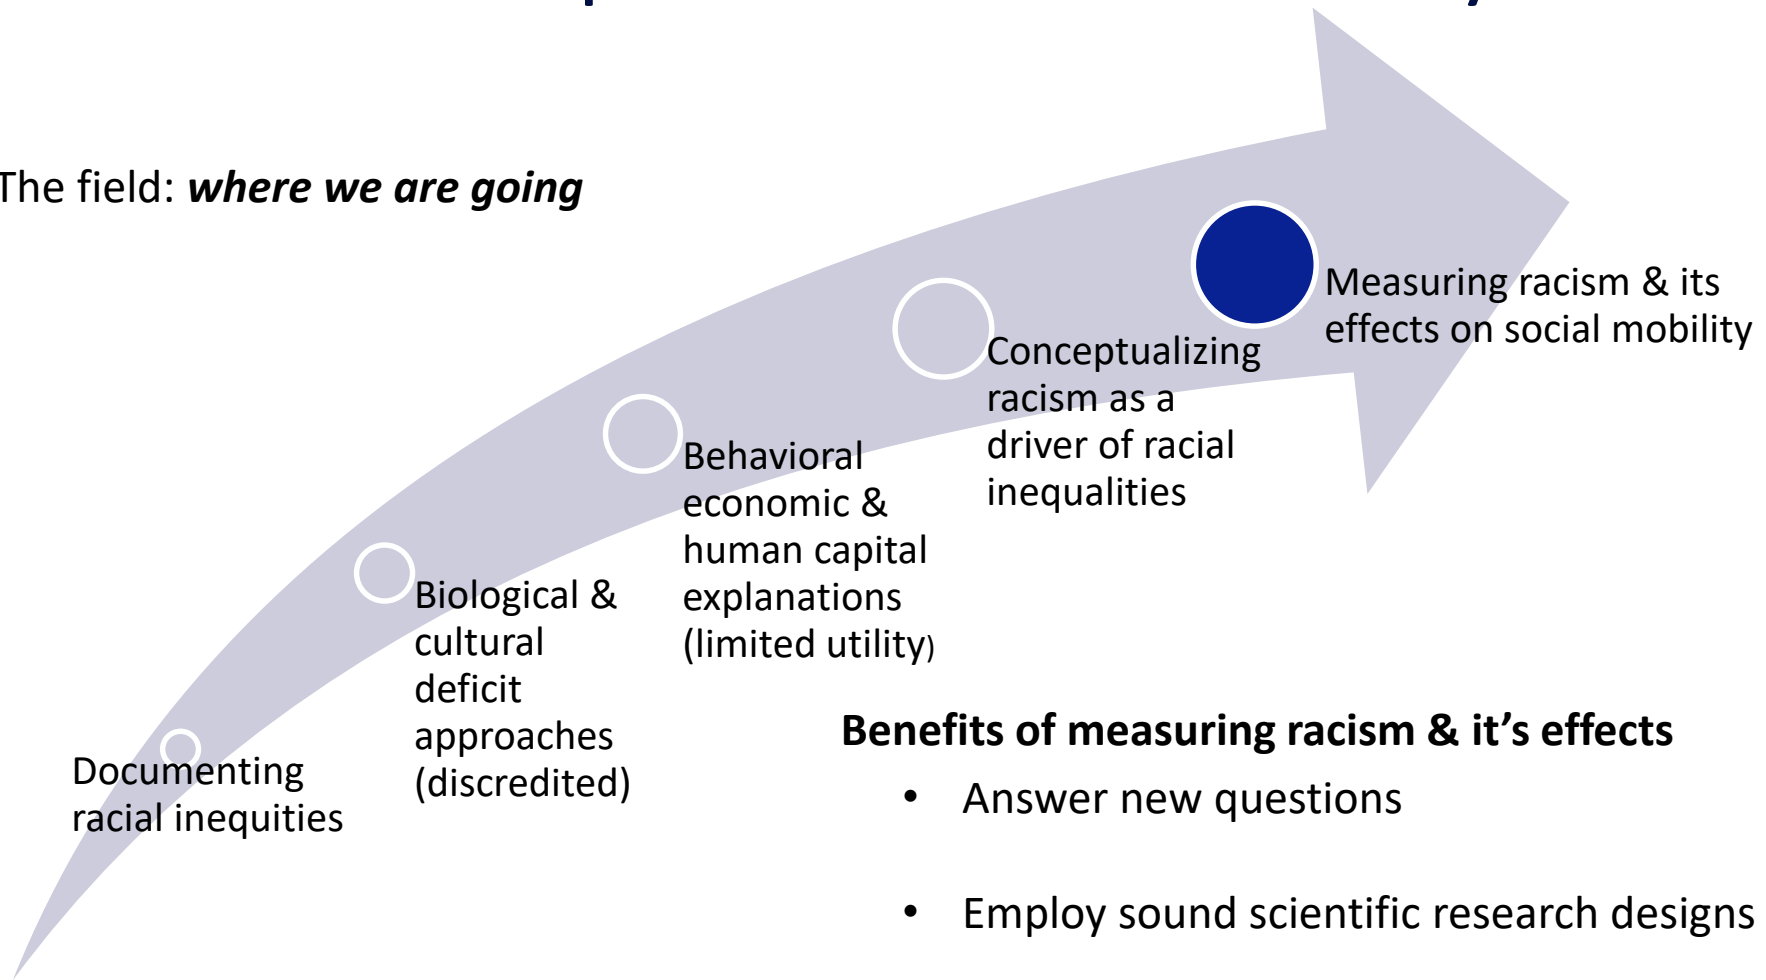 The field: where we are going
Measuring racism & its
effects on social mobility
Conceptualizing
racism as a
driver of racial
inequalities
Behavioral
economic &
human capital
explanations
(limited utility)
Biological &
cultural
deficit
approaches
(discredited)
Documenting
racial inequities
Benefits of measuring racism & it’s effects
• Answer new questions
• Employ sound scientific research designs